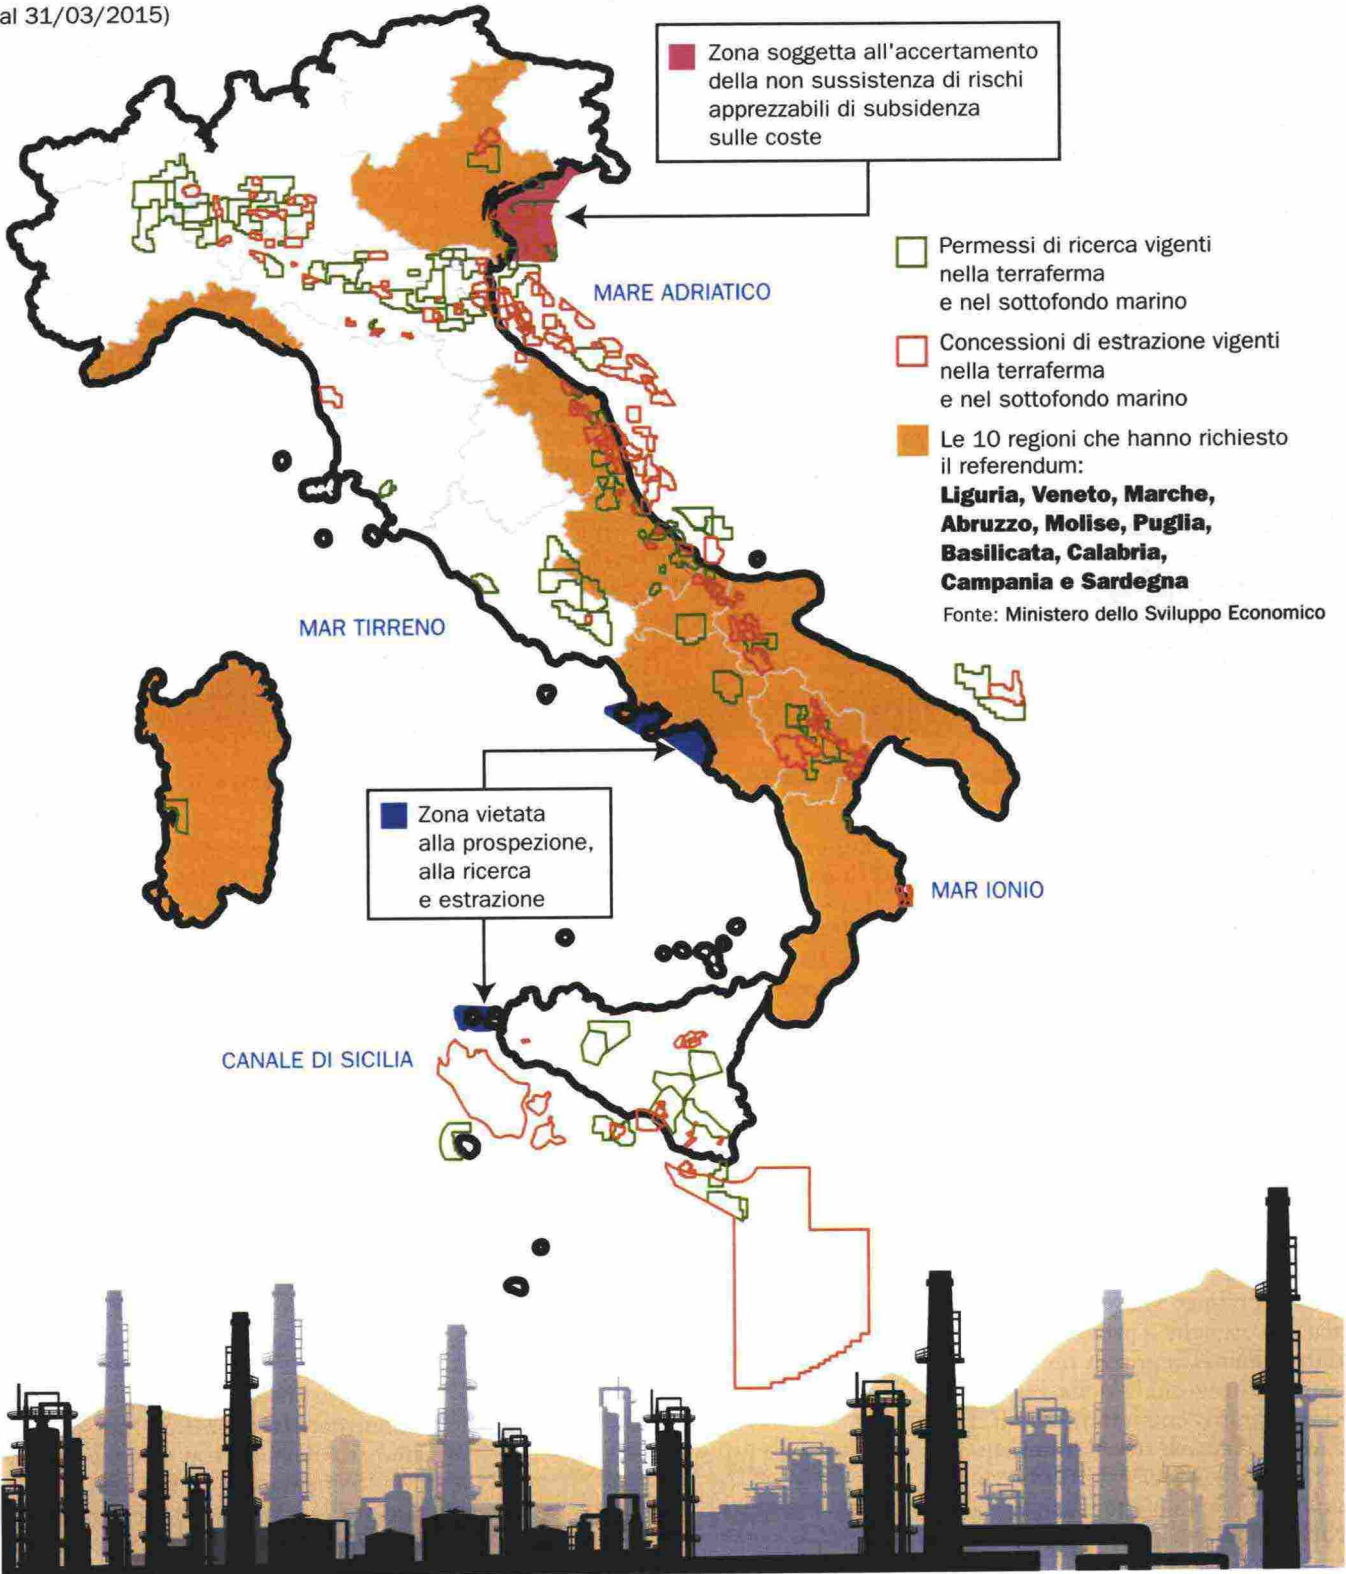 al 31/03/2015)
Zona soggetta all'accertamento
della non sussistenza di rischi
apprezzabili di subsidenza
sulle coste
Permessi di ricerca vigenti
nella terraferma
e nel sottofondo marino
MARE ADRIATICO
Concessioni di estrazione vigenti
nella terraferma
e nel sottofondo marino
Le 10 regioni che hanno richiesto
il referendum:
Liguria, Veneto, Marche,
Abruzzo, Molise, Puglia,
Basilicata, Calabria,
Campania e Sardegna
Fonte: Ministero dello Sviluppo Economico
MAR TIRRENO
Zona vietata
alla prospezione,
alla ricerca
e estrazione
MAR IONIO
CANALE DI SICILIA